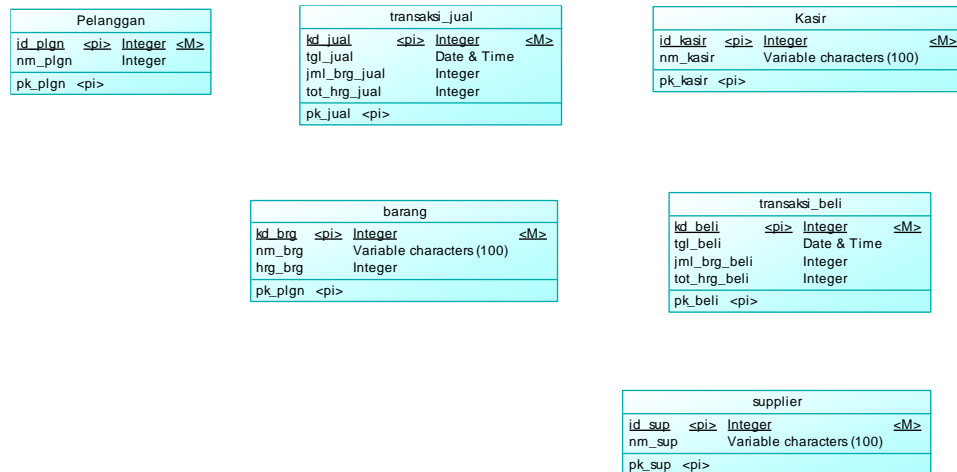 Pelanggan
id_plgn <pi> Integer <M>
nm_plgn Integer
pk_plgn <pi>
transaksi_jual
kd_jual <pi> Integer <M>
tgl_jual Date & Time
jml_brg_jual Integer
tot_hrg_jual Integer
pk_jual <pi>
Kasir
id_kasir <pi> Integer <M>
nm_kasir Variable characters (100)
pk_kasir <pi>
barang
kd_brg <pi> Integer <M>
nm_brg Variable characters (100)
hrg_brg Integer
pk_plgn <pi>
transaksi_beli
kd_beli <pi> Integer <M>
tgl_beli Date & Time
jml_brg_beli Integer
tot_hrg_beli Integer
pk_beli <pi>
supplier
id_sup <pi> Integer <M>
nm_sup Variable characters (100)
pk_sup <pi>